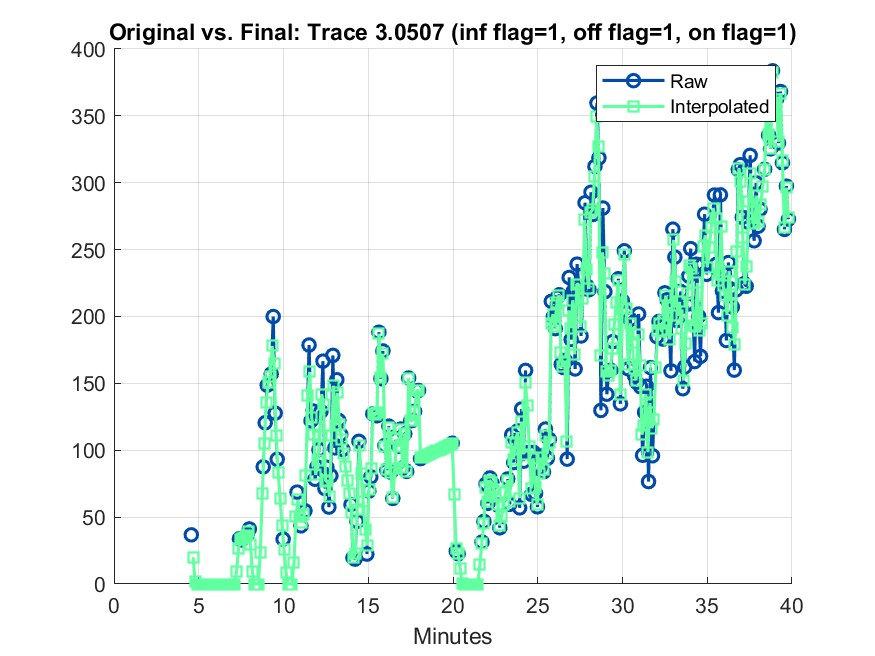 Original vs. Final: Trace 3.0507 (inf flag=1, off flag=1, on flag=1)
400
350
300
250
200
150
100
50
0
Raw
Interpolated
0 5 10 15 20 25 30 35 40
Minutes